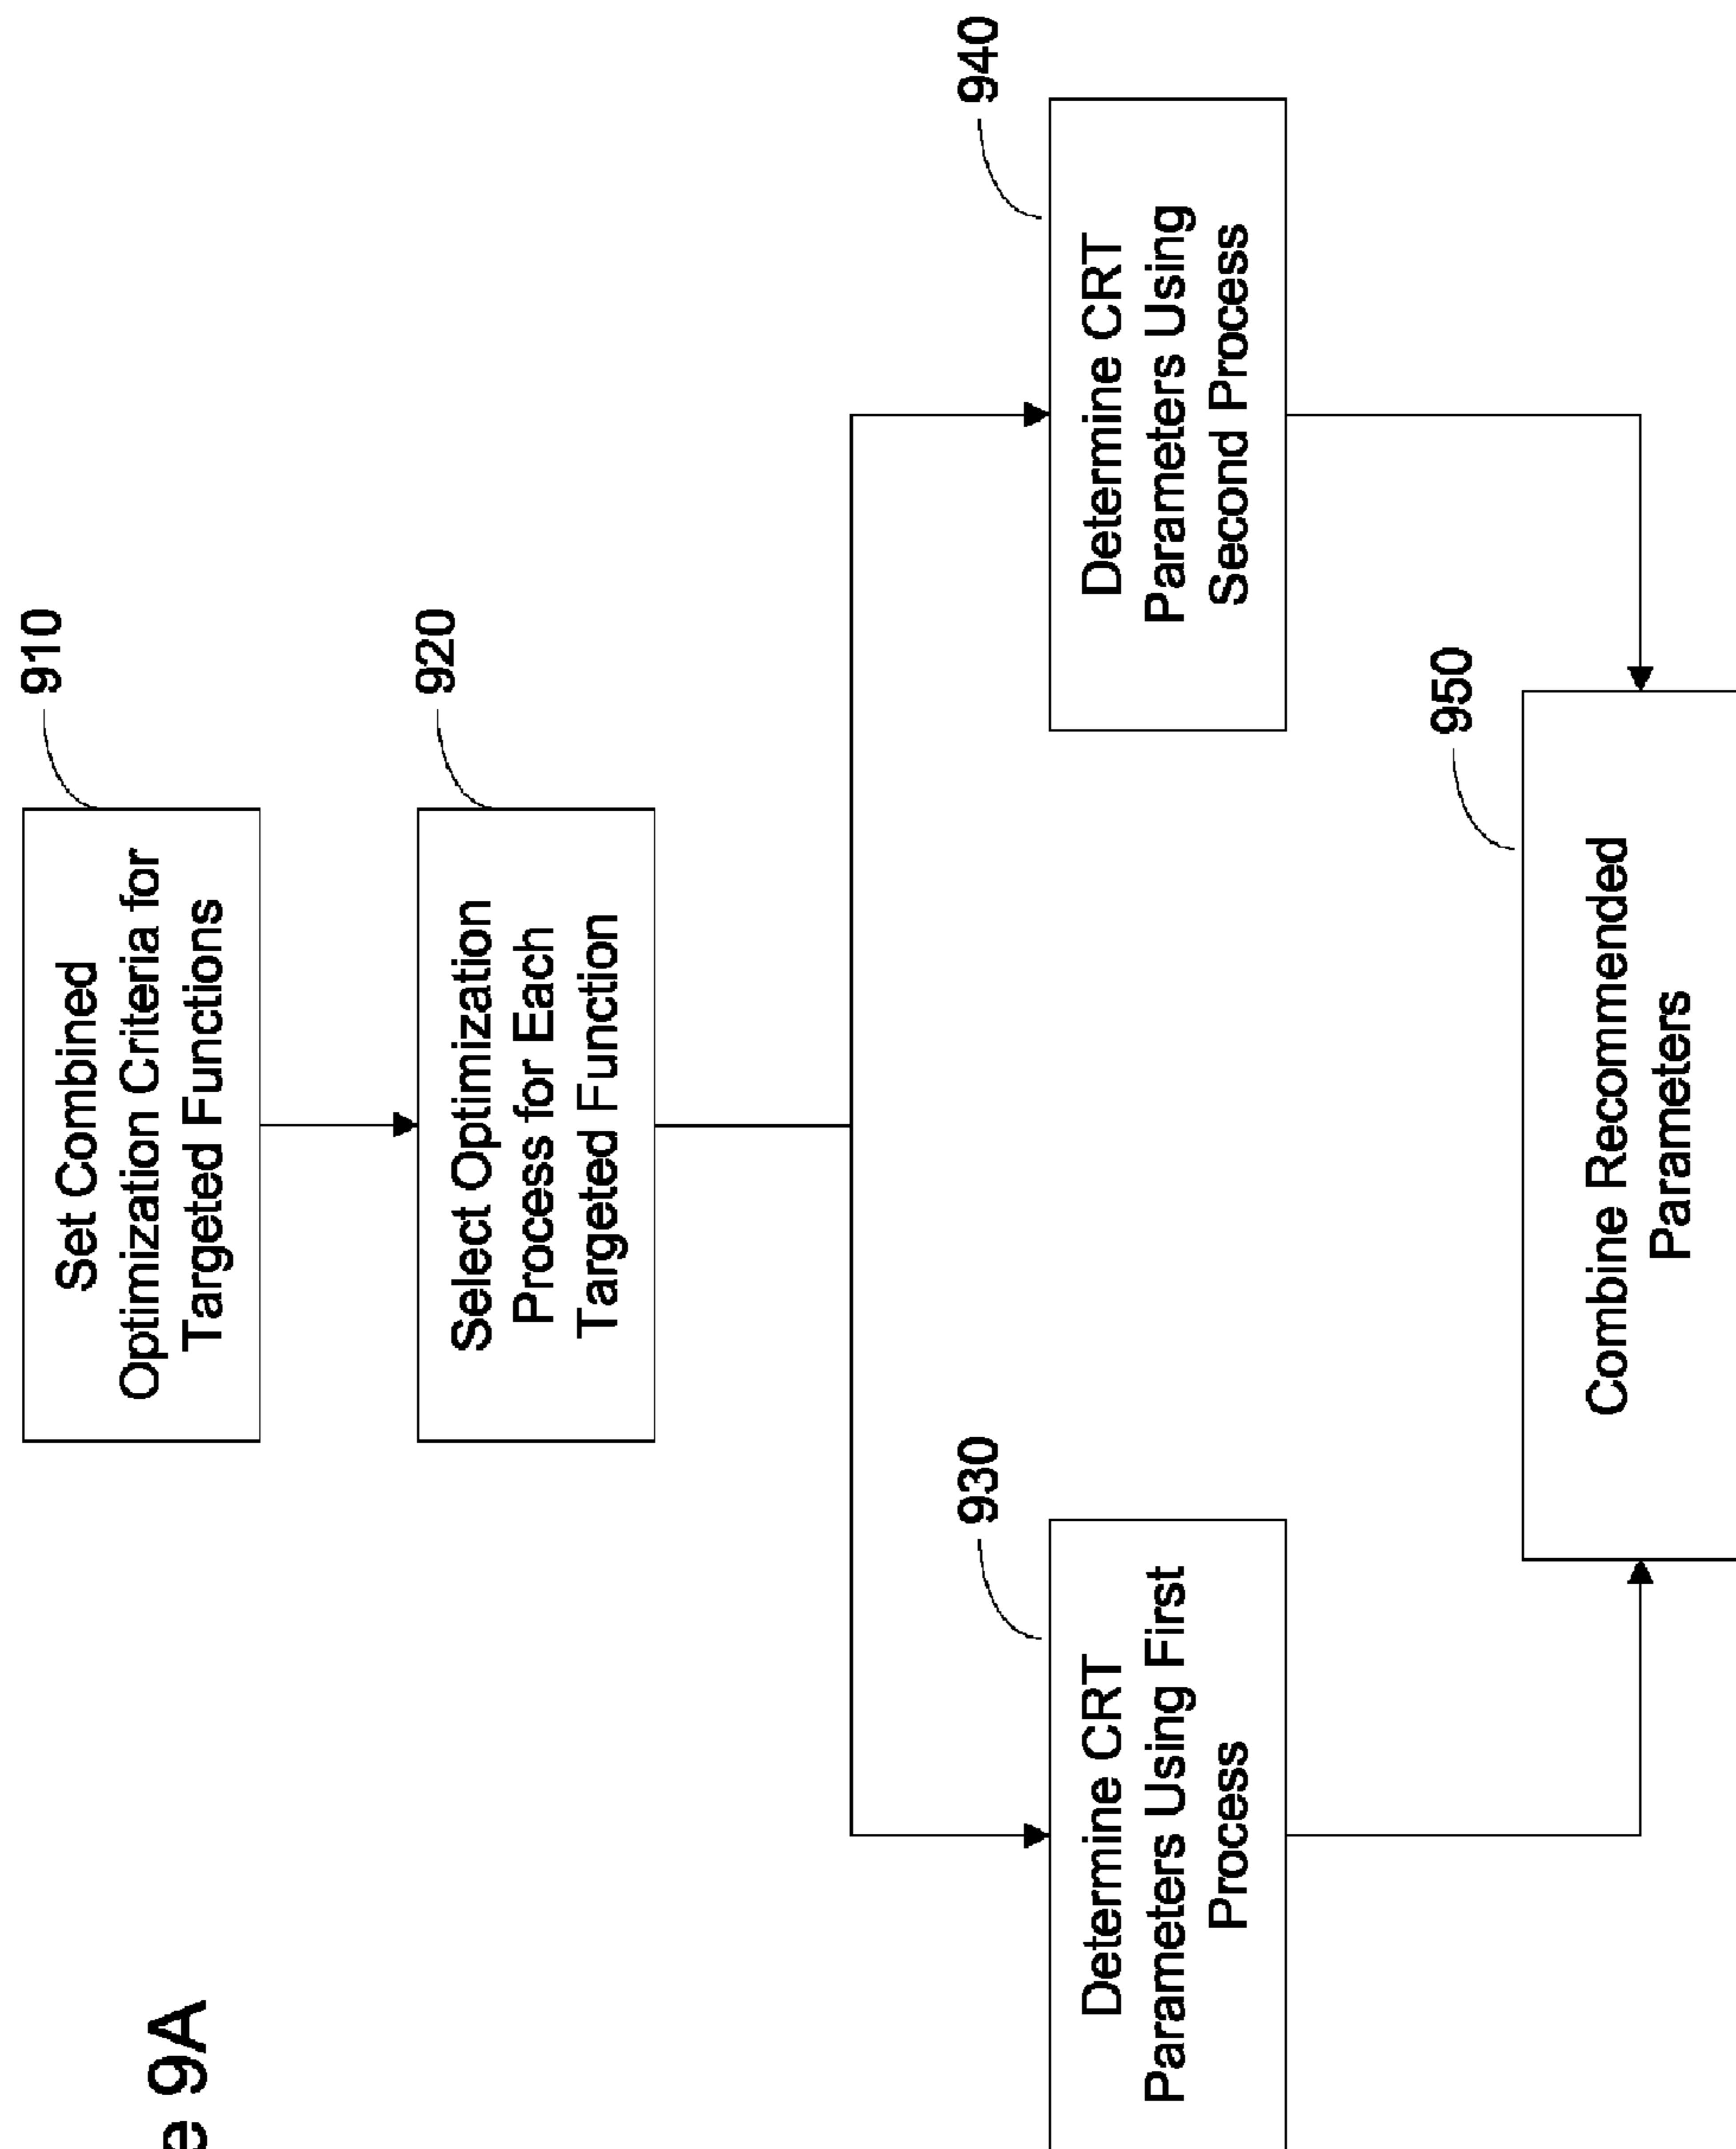 9A
910
Set Combined
Optimization Criteria for
Targeted Functions
920
Select Optimization
Process for Each
Targeted Function
930
Determine CRT
Parameters Using First
Process
940
Determine CRT
Parameters Using
Second Process
950
Combine Recommended
Parameters